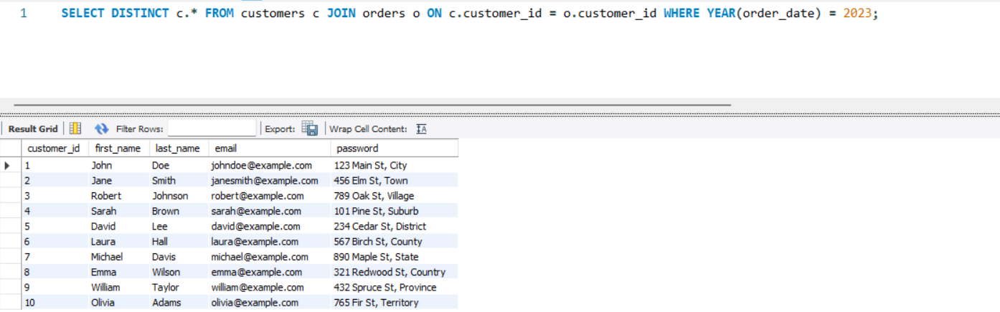 1 SELECT DISTINCT c.* FROM customers c JOIN orders o ON c.customer_id = o.customer_id WHERE YEAR(order_date) = 2023;
Result Grid Filter Rows: Export: Wrap Cell Content: IA
customer_id first_name last_name email password
1 John Doe johndoe@example.com 123 Main St, City
2 Jane Smith janesmith@example.com 456 Elm St, Town
3 Robert Johnson robert@example.com 789 Oak St, Village
4 Sarah Brown sarah@example.com 101 Pine St, Suburb
5 David Lee david@example.com 234 Cedar St, District
6 Laura Hall laura@example.com 567 Birch St, County
7 Michael Davis michael@example.com 890 Maple St, State
8 Emma Wilson emma@example.com 321 Redwood St, Country
9 William Taylor william@example.com 432 Spruce St, Province
10 Olivia Adams olivia@example.com 765 Fir St, Territory